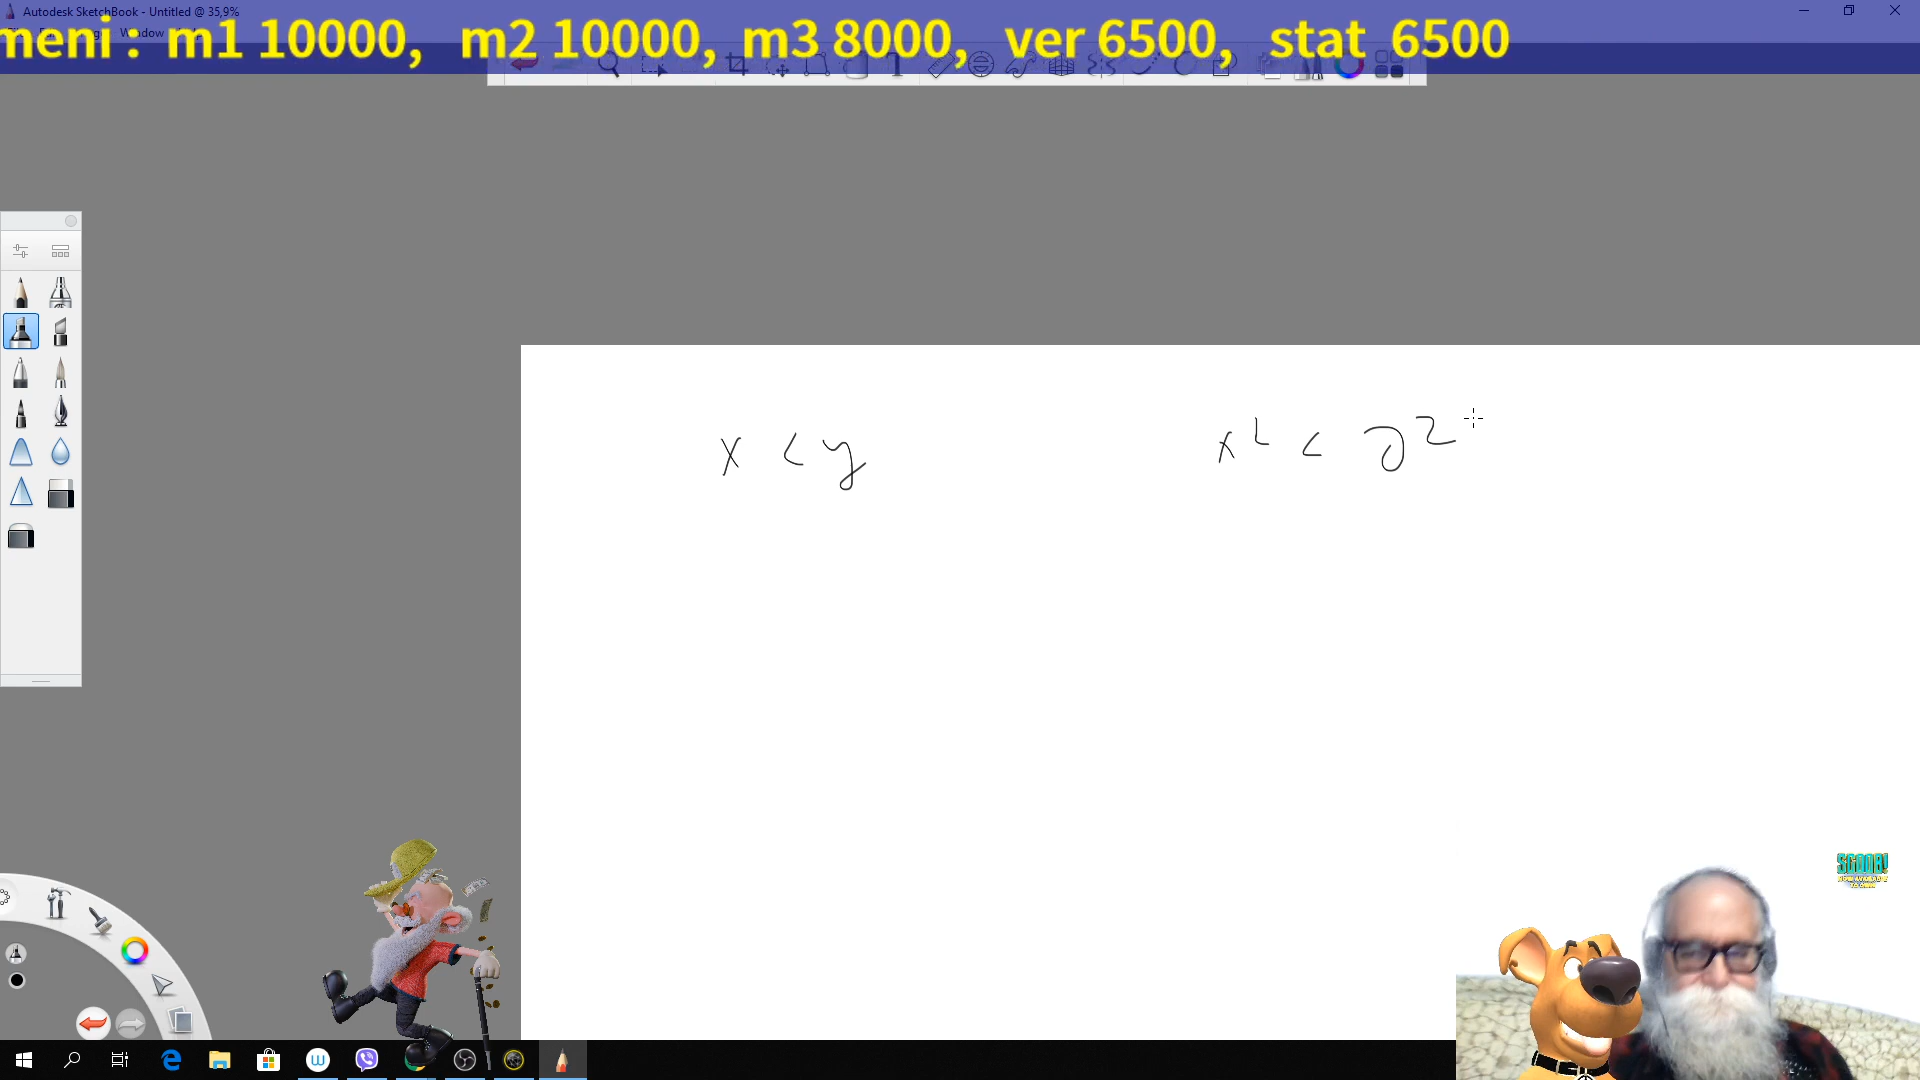 Autodesk SketchBook - Untitled @ 35,9%
meni : m1 10000, m2 10000, m3 8000, ver 6500, stat 6500
Window
x < y
x² < y²
SCOOB!